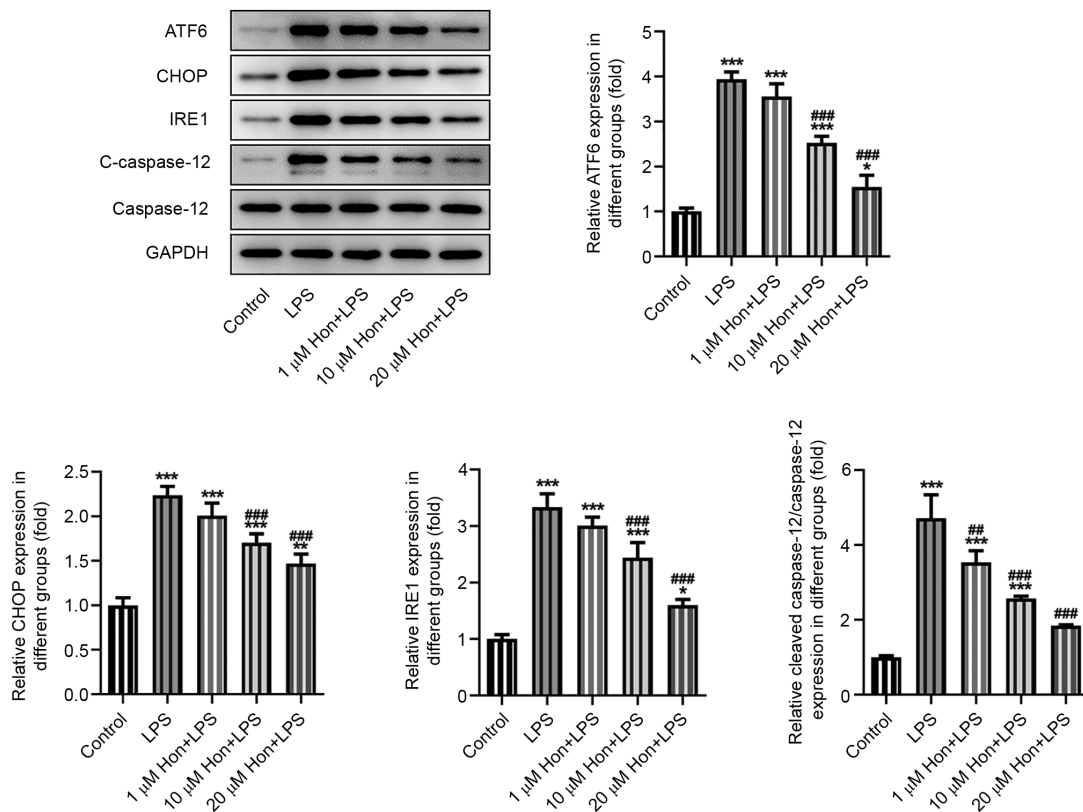 ATF6
CHOP
IRE1
C-caspase-12
Caspase-12
GAPDH
Control
LPS
1 μM Hon+LPS
10 μM Hon+LPS
20 μM Hon+LPS
Relative ATF6 expression in
different groups (fold)
5
4
3
2
1
0
***
***
###
***
###
*
Control
LPS
1 μM Hon+LPS
10 μM Hon+LPS
20 μM Hon+LPS
Relative CHOP expression in
different groups (fold)
2.5
2.0
1.5
1.0
0.5
0.0
***
***
###
***
###
**
Control
LPS
1 μM Hon+LPS
10 μM Hon+LPS
20 μM Hon+LPS
Relative IRE1 expression in
different groups (fold)
4
3
2
1
0
***
***
###
***
###
*
Control
LPS
1 μM Hon+LPS
10 μM Hon+LPS
20 μM Hon+LPS
Relative cleaved caspase-12/caspase-12
expression in different groups (fold)
6
4
2
0
***
##
***
###
***
###
Control
LPS
1 μM Hon+LPS
10 μM Hon+LPS
20 μM Hon+LPS